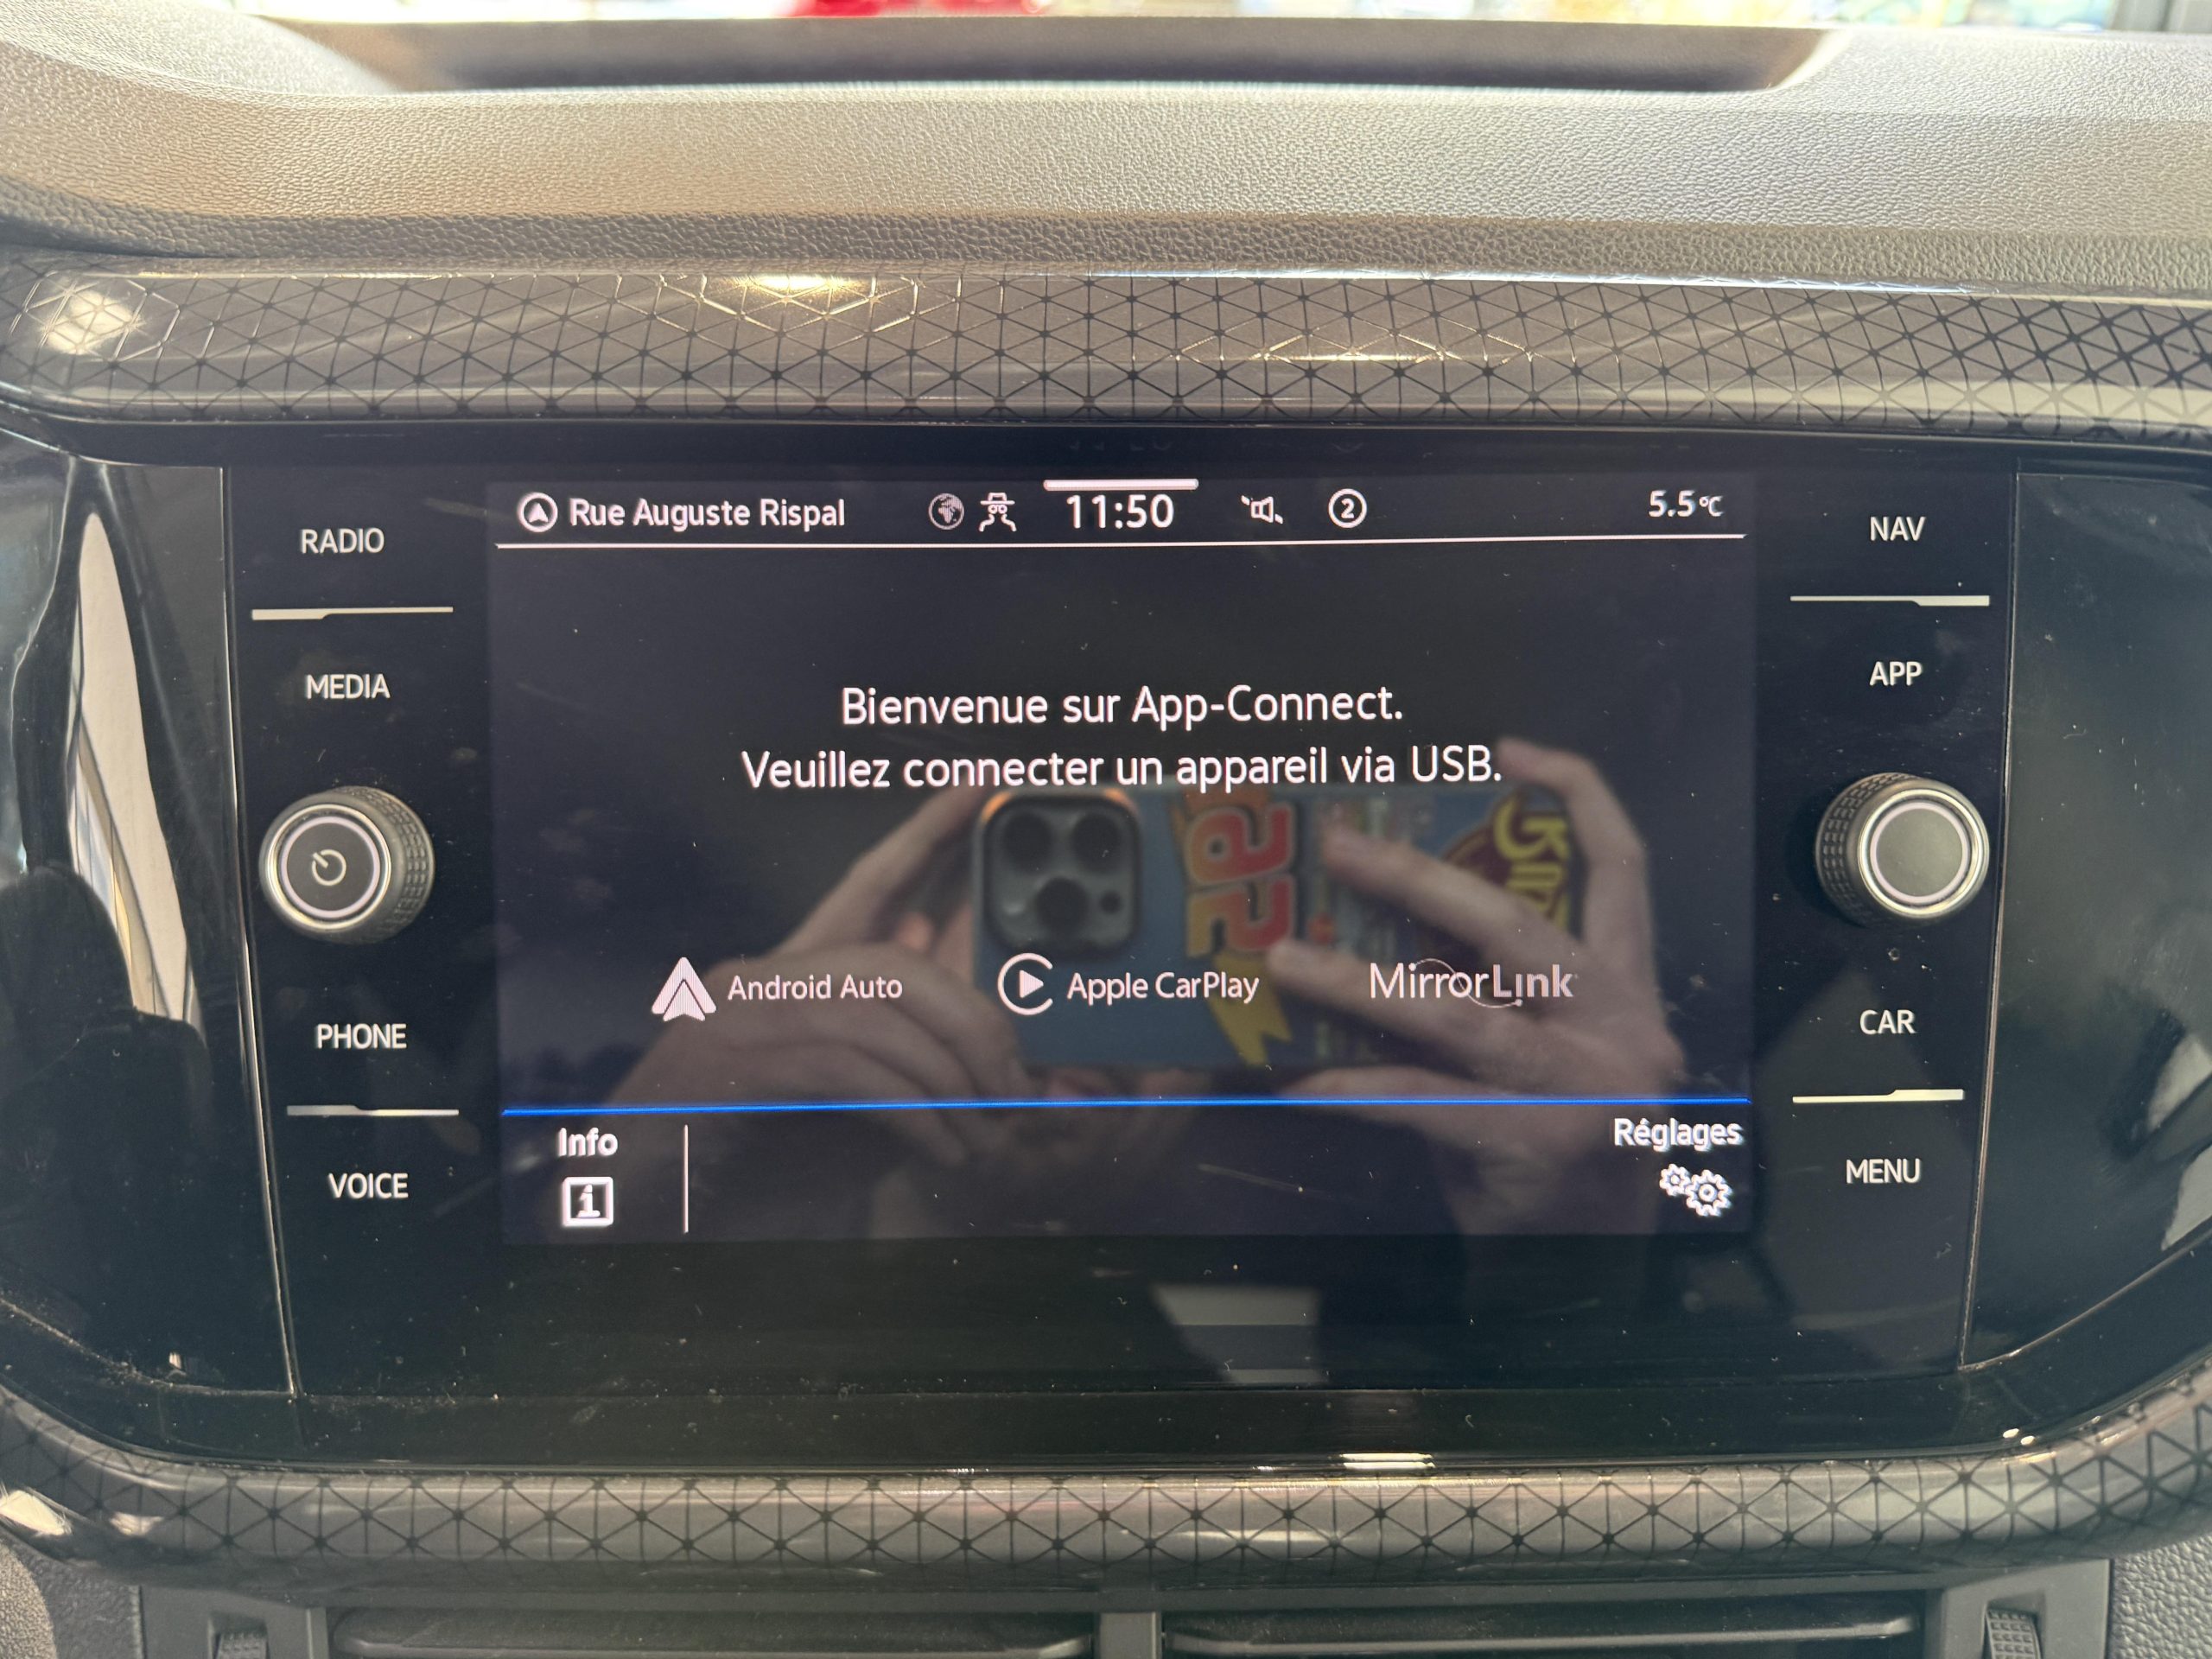 Rue Auguste Rispal 11:50 2 5.5°C
RADIO
NAV
MEDIA
APP
Bienvenue sur App-Connect.
Veuillez connecter un appareil via USB.
Android Auto Apple CarPlay MirrorLink
PHONE
CAR
Info
Réglages
VOICE
MENU